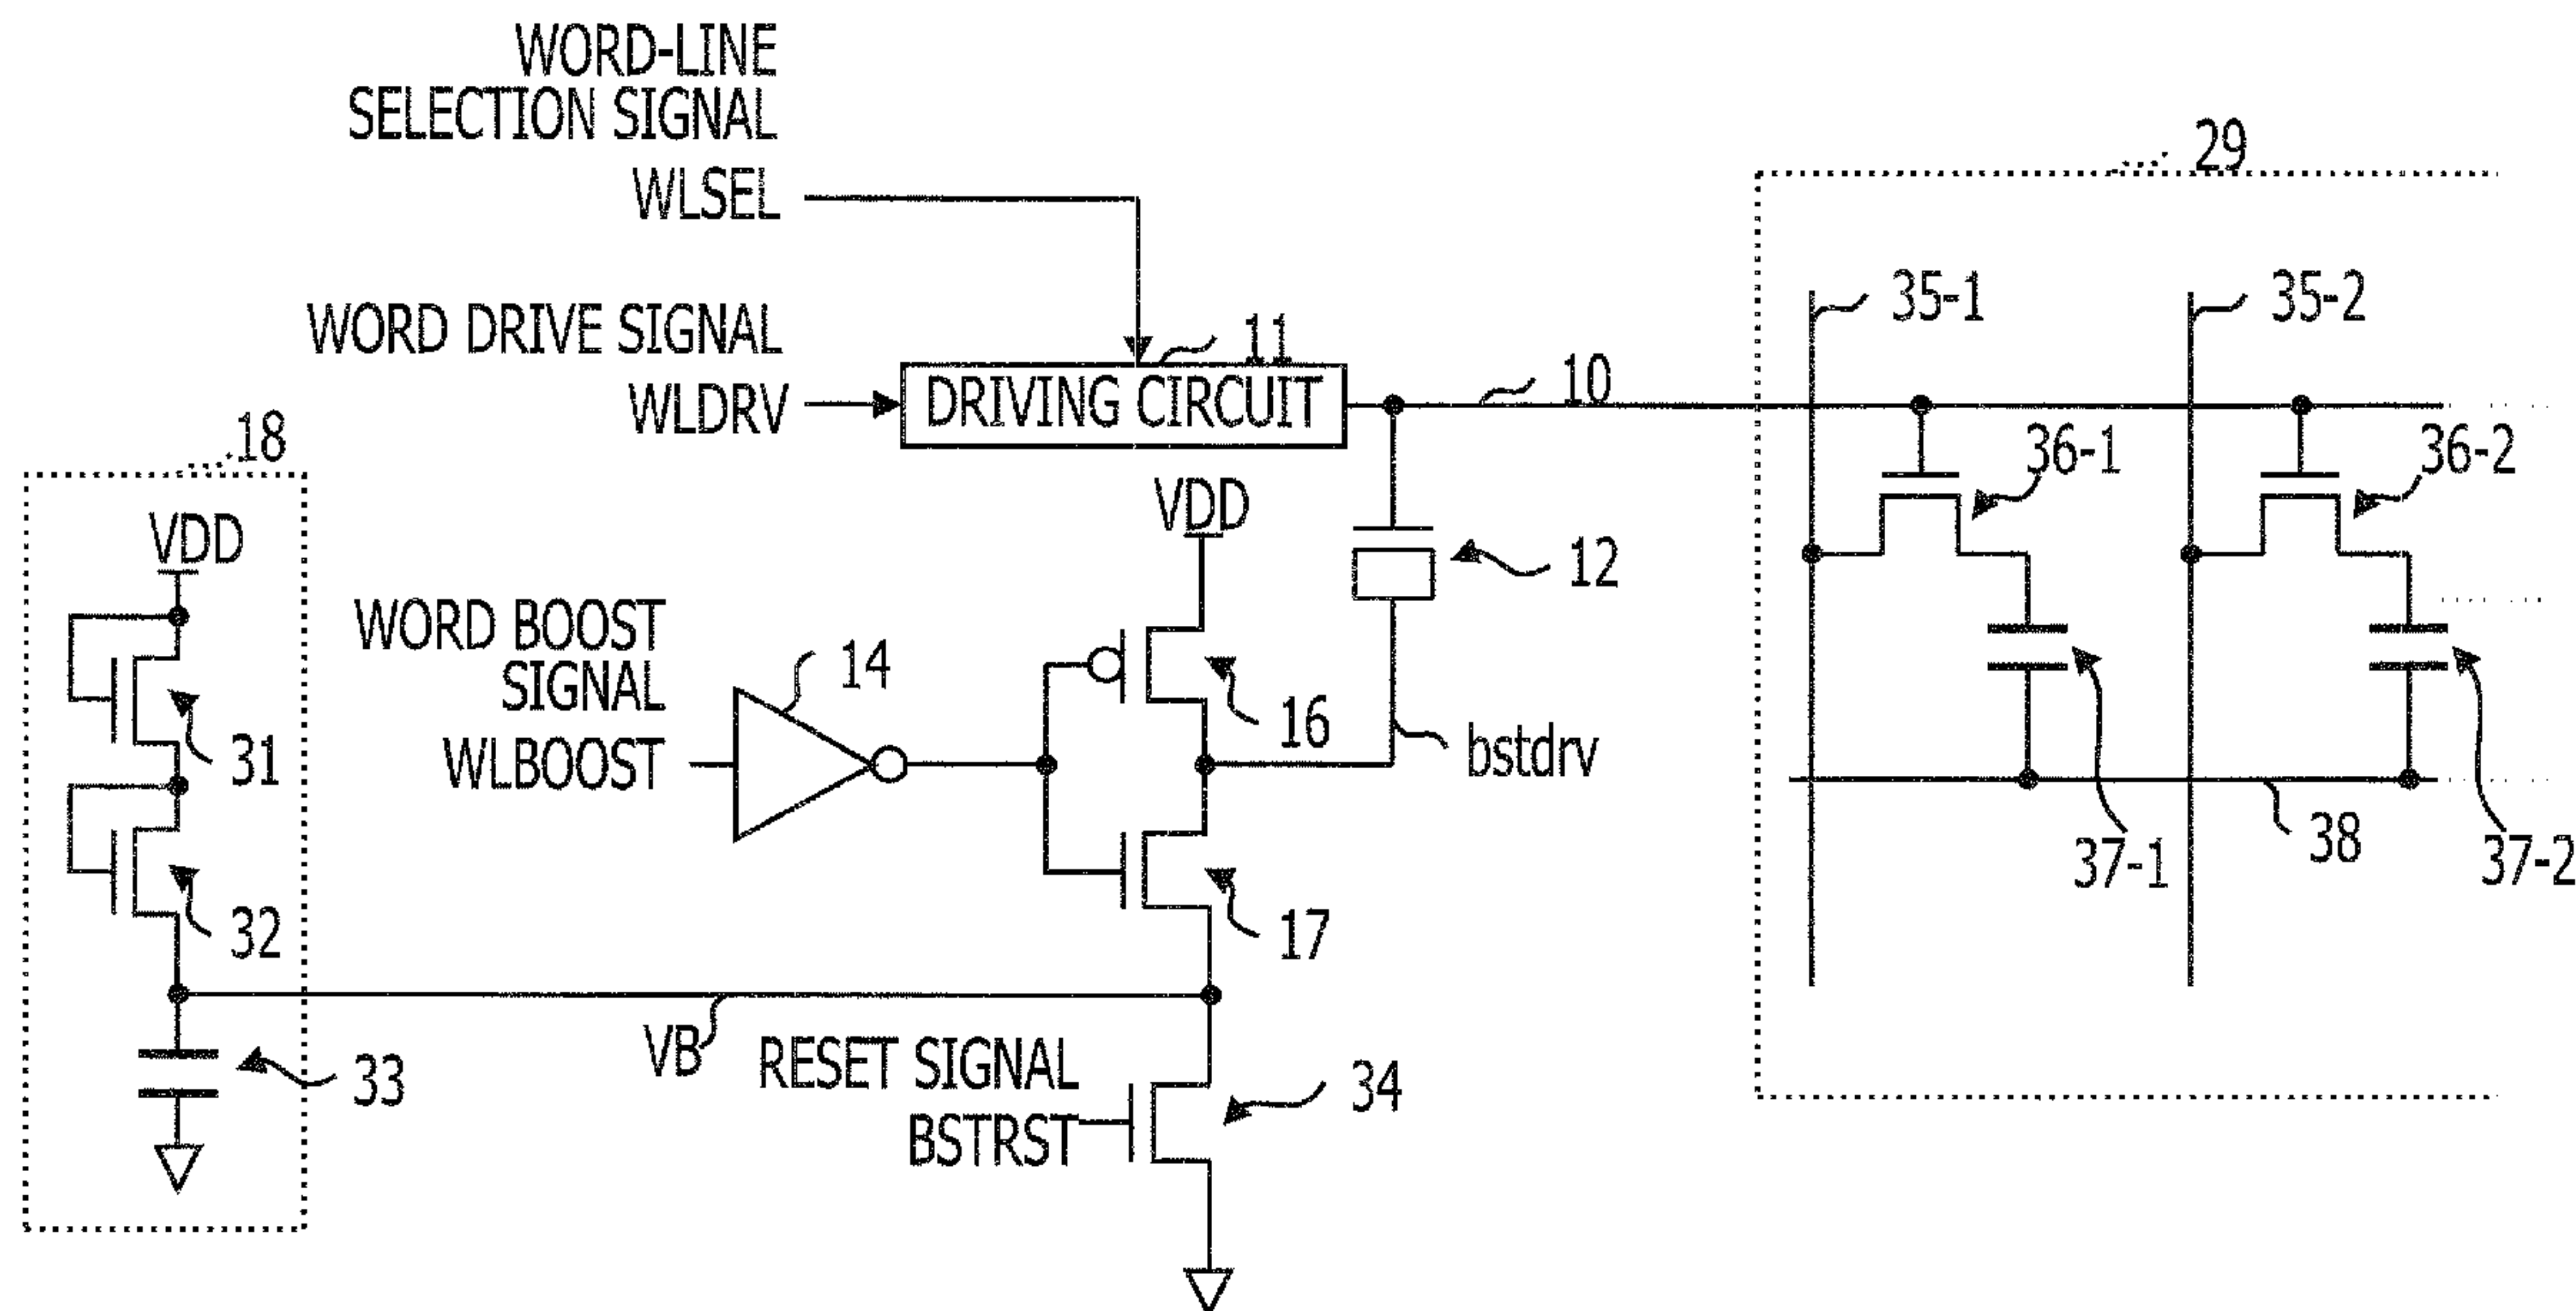 WORD-LINE
SELECTION SIGNAL
WLSEL
29
35-1
35-2
WORD DRIVE SIGNAL
11
10
WLDRV
DRIVING CIRCUIT
18
36-1
36-2
VDD
VDD
12
WORD BOOST
SIGNAL
14
WLBOOST
16
bstdrv
31
38
37-1
37-2
32
17
VB
RESET SIGNAL
33
34
BSTRST